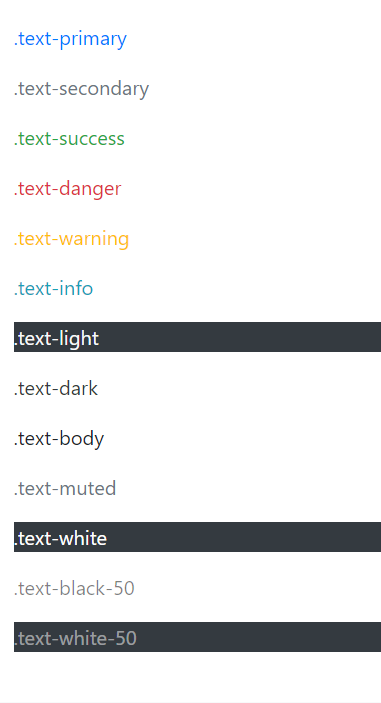 .text-primary
.text-secondary
.text-success
.text-danger
.text-warning
.text-info
.text-light
.text-dark
.text-body
.text-muted
.text-white
.text-black-50
.text-white-50